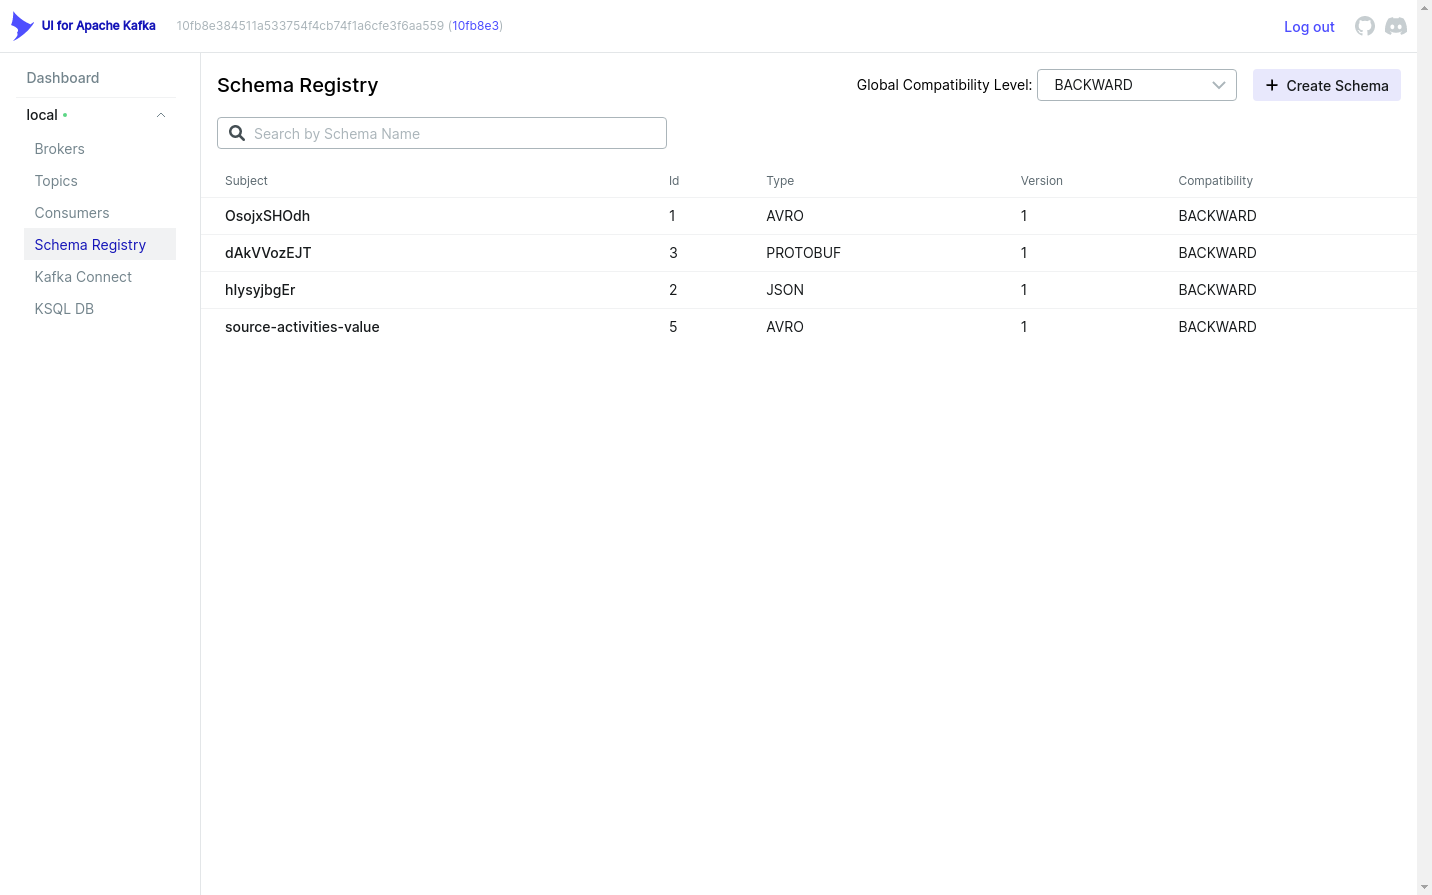 UI for Apache Kafka 10fb8e384511a533754f4cb74f1a6cfe3f6aa559 (10fb8e3) Log out
Dashboard
local
Brokers
Topics
Consumers
Schema Registry
Kafka Connect
KSQL DB
Schema Registry Global Compatibility Level: BACKWARD Create Schema
Search by Schema Name
Subject Id Type Version Compatibility
OsojxSHOdh 1 AVRO 1 BACKWARD
dAkVVozEJT 3 PROTOBUF 1 BACKWARD
hIysyjbgEr 2 JSON 1 BACKWARD
source-activities-value 5 AVRO 1 BACKWARD